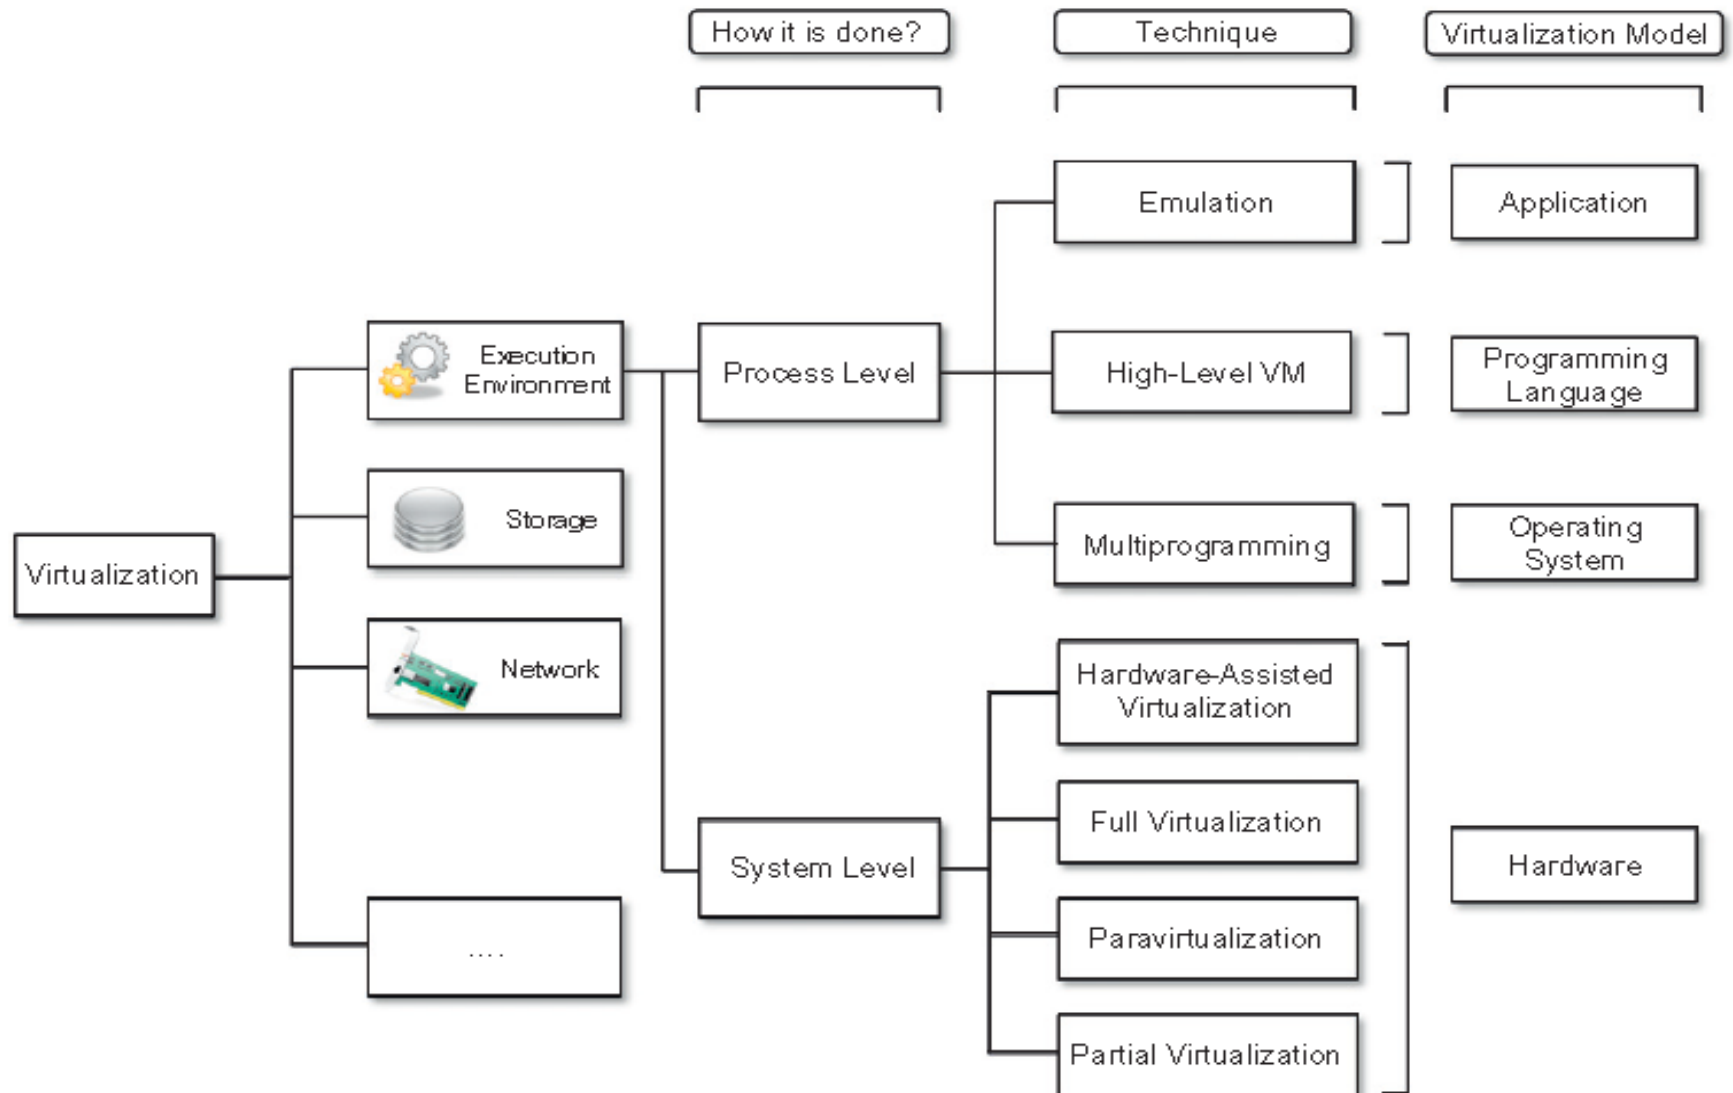 How it is done?
Technique
Virtualization Model
Emulation
Application
Execution
Environment
Process Level
High-Level VM
Programming
Language
Storage
Multiprogramming
Operating
System
Virtualization
Network
Hardware-Assisted
Virtualization
Full Virtualization
System Level
Hardware
Paravirtualization
....
Partial Virtualization